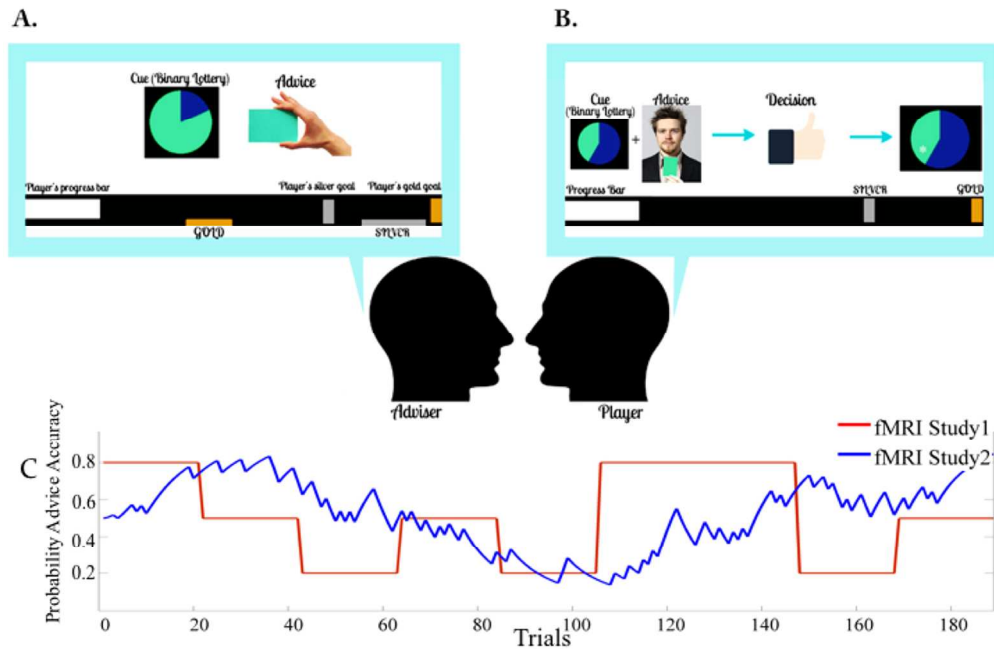 A.
Cue (Binary Lottery)
Advice
Player's progress bar
Player's silver goal
Player's gold goal
GOLD
SILVER
B.
Cue
(Binary Lottery)
+
Advice
Decision
Progress Bar
SILVER
GOLD
Adviser
Player
C
Probability Advice Accuracy
0.8
0.6
0.4
0.2
0
20
40
60
80
100
120
140
160
180
Trials
fMRI Study1
fMRI Study2